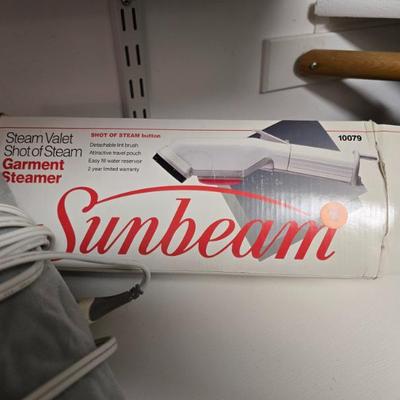 Steam Valet
Shot of Steam
Garment
Steamer
SHOT OF STEAM button
Detachable lint brush
Attractive travel pouch
Easy fill water reservoir
2 year limited warranty
10079
Sunbeam